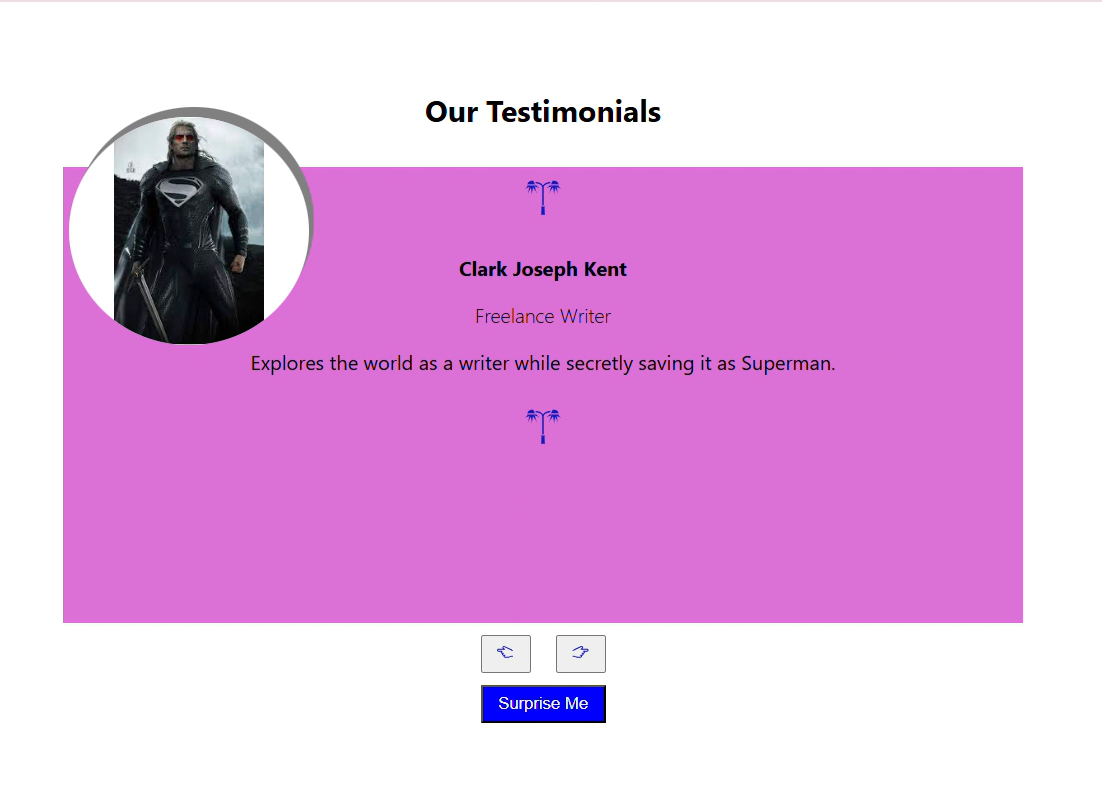 Our Testimonials
Clark Joseph Kent
Freelance Writer
Explores the world as a writer while secretly saving it as Superman.
Surprise Me